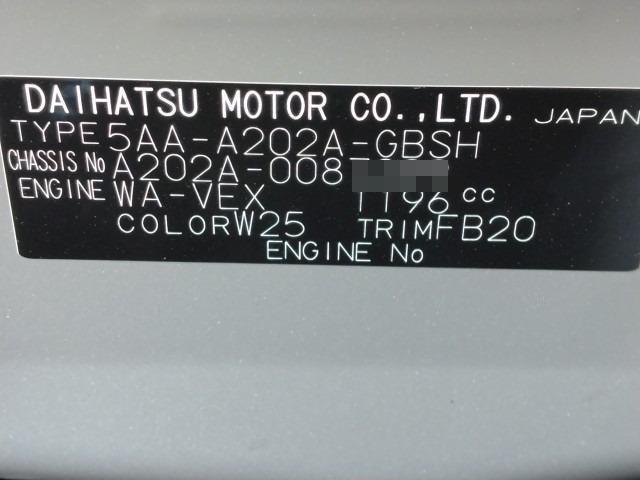 DAIHATSU MOTOR CO.,LTD. JAPAN
TYPE 5AA-A202A-GBSH
CHASSIS No A202A-008
ENGINE WA-VEX 1196 cc
COLOR W25 TRIM FB20
ENGINE No